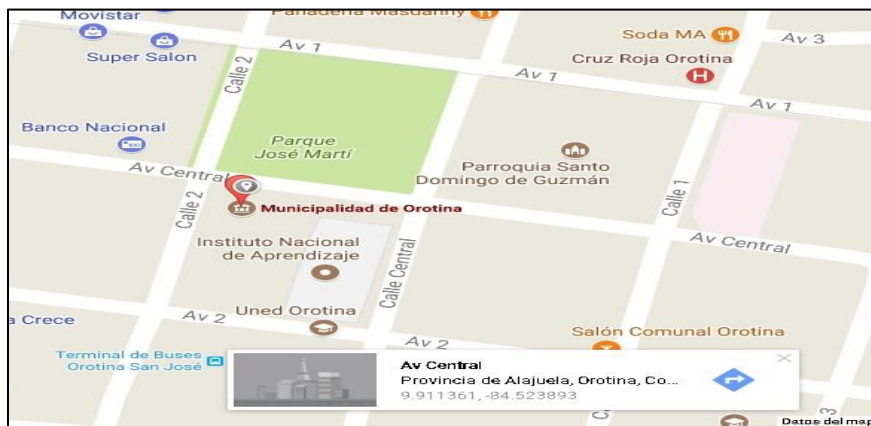 Movistar
Panadería Masdanny
Soda MA
Av 3
Super Salon
Calle 2
Av 1
Av 1
Cruz Roja Orotina
H
Av 1
Banco Nacional
Parque
José Martí
Parroquia Santo
Domingo de Guzmán
Av Central
Calle 2
Municipalidad de Orotina
Calle 1
Av Central
Instituto Nacional
de Aprendizaje
Calle Central
Uned Orotina
a Crece
Av 2
Av 2
Salón Comunal Orotina
Terminal de Buses
Orotina San José
Av Central
Provincia de Alajuela, Orotina, Co...
9.911361,-84.523893
Datos del map